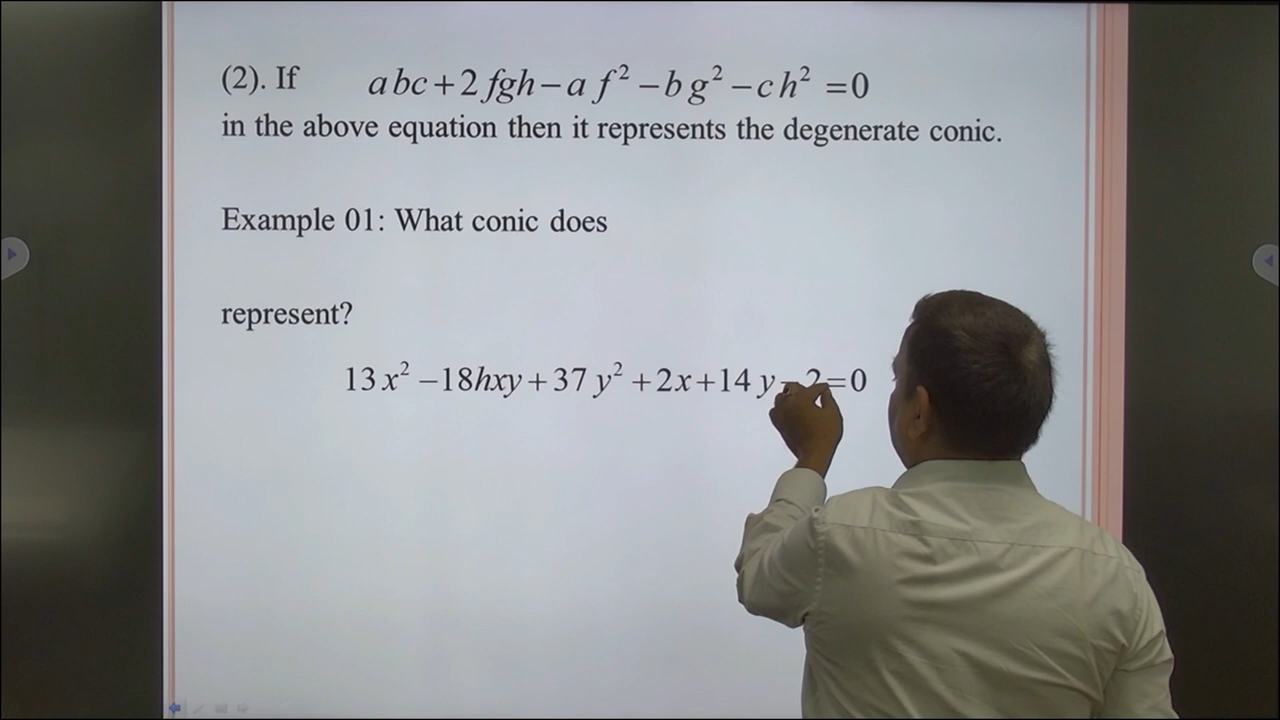 (2). If abc+2fgh−af²−bg²−ch² =0
in the above equation then it represents the degenerate conic.
Example 01: What conic does
represent?
13x²−18hxy+37y²+2x+14y−2=0